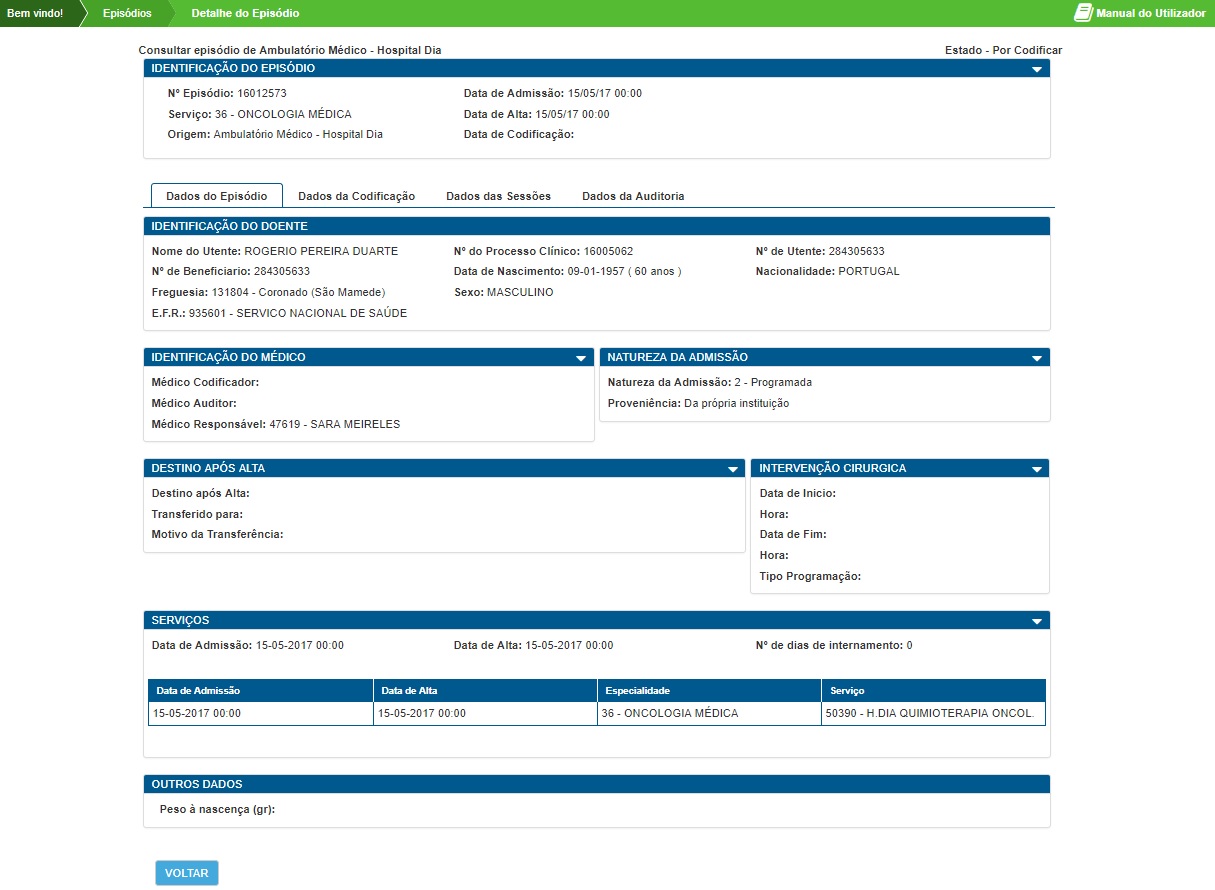 Bem vindo! Episódios Detalhe do Episódio Manual do Utilizador
Consultar episódio de Ambulatório Médico - Hospital Dia Estado - Por Codificar
IDENTIFICAÇÃO DO EPISÓDIO
Nº Episódio: 16012573 Data de Admissão: 15/05/17 00:00
Serviço: 36 - ONCOLOGIA MÉDICA Data de Alta: 15/05/17 00:00
Origem: Ambulatório Médico - Hospital Dia Data de Codificação:
Dados do Episódio Dados da Codificação Dados das Sessões Dados da Auditoria
IDENTIFICAÇÃO DO DOENTE
Nome do Utente: ROGERIO PEREIRA DUARTE Nº do Processo Clínico: 16005062 Nº de Utente: 284305633
Nº de Beneficiario: 284305633 Data de Nascimento: 09-01-1957 ( 60 anos ) Nacionalidade: PORTUGAL
Freguesia: 131804 - Coronado (São Mamede) Sexo: MASCULINO
E.F.R.: 935601 - SERVICO NACIONAL DE SAÚDE
IDENTIFICAÇÃO DO MÉDICO NATUREZA DA ADMISSÃO
Médico Codificador: Natureza da Admissão: 2 - Programada
Médico Auditor: Proveniência: Da própria instituição
Médico Responsável: 47619 - SARA MEIRELES
DESTINO APÓS ALTA INTERVENÇÃO CIRURGICA
Destino após Alta: Data de Inicio:
Transferido para: Hora:
Motivo da Transferência: Data de Fim:
Hora:
Tipo Programação:
SERVIÇOS
Data de Admissão: 15-05-2017 00:00 Data de Alta: 15-05-2017 00:00 Nº de dias de internamento: 0
Data de Admissão Data de Alta Especialidade Serviço
15-05-2017 00:00 15-05-2017 00:00 36 - ONCOLOGIA MÉDICA 50390 - H.DIA QUIMIOTERAPIA ONCOL.
OUTROS DADOS
Peso à nascença (gr):
VOLTAR